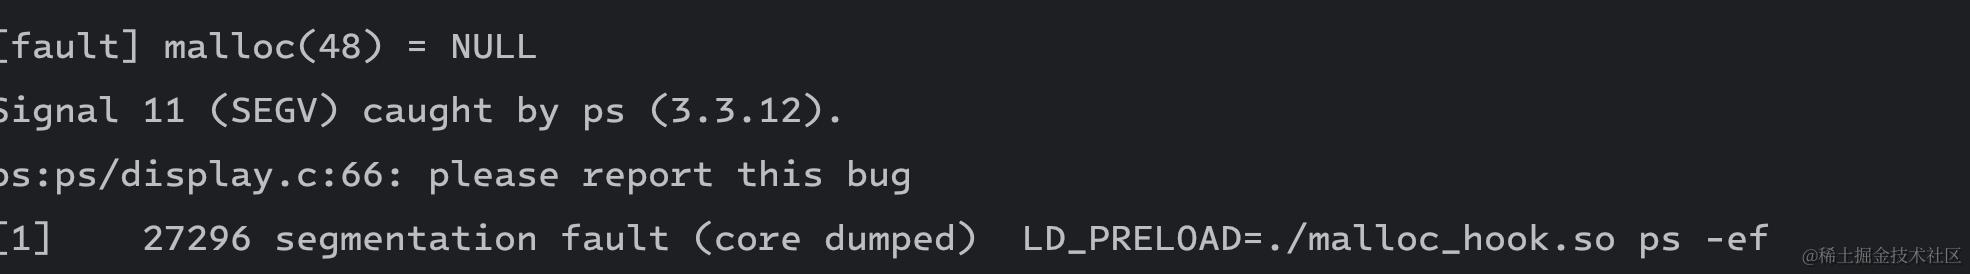 [fault] malloc(48) = NULL
Signal 11 (SEGV) caught by ps (3.3.12).
ps:ps/display.c:66: please report this bug
[1]    27296 segmentation fault (core dumped)  LD_PRELOAD=./malloc_hook.so ps -ef
@稀土掘金技术社区